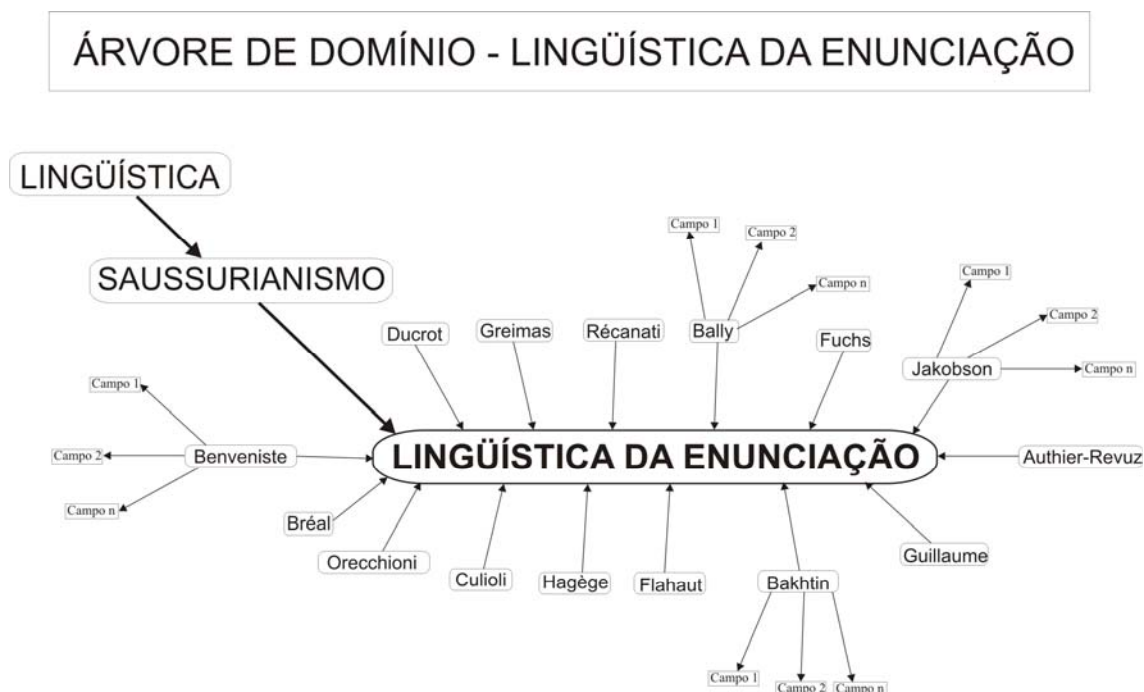 ÁRVORE DE DOMÍNIO - LINGÜÍSTICA DA ENUNCIAÇÃO
LINGÜÍSTICA
SAUSSURIANISMO
Ducrot
Greimas
Récanati
Bally
Campo 1
Campo 2
Campo n
Fuchs
Jakobson
Campo 1
Campo 2
Campo n
Benveniste
Campo 1
Campo 2
Campo n
LINGÜÍSTICA DA ENUNCIAÇÃO
Authier-Revuz
Bréal
Orecchioni
Culioli
Hagège
Flahaut
Bakhtin
Campo 1
Campo 2
Campo n
Guillaume